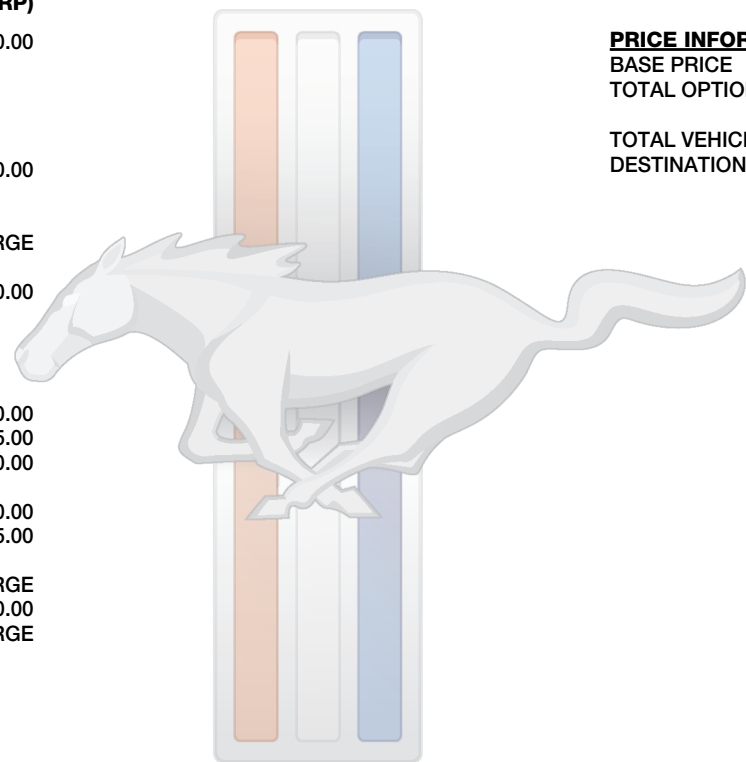 RP)
0.00
0.00
RGE
0.00
0.00
5.00
0.00
0.00
5.00
RGE
0.00
RGE
PRICE INFOR
BASE PRICE
TOTAL OPTIO
TOTAL VEHICI
DESTINATION